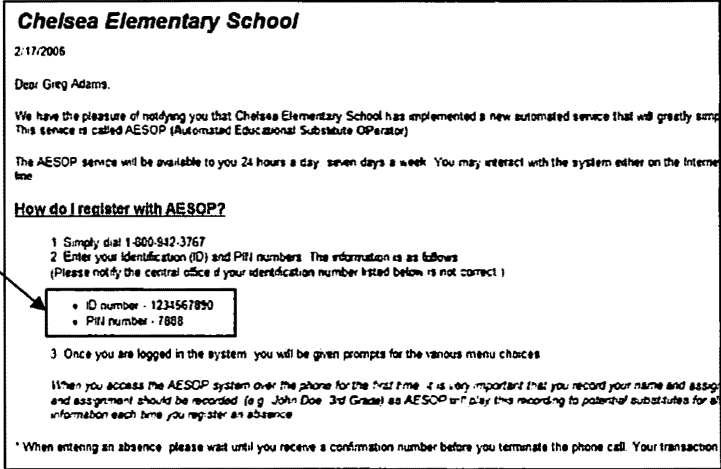 Chelsea Elementary School
2/17/2006
Dear Greg Adams,
We have the pleasure of notifying you that Chelsea Elementary School has implemented a new automated service that will greatly simp
This service is called AESOP (Automated Educational Substitute OPerator)
The AESOP service will be available to you 24 hours a day seven days a week You may interact with the system either on the Interne
line
How do I register with AESOP?
1 Simply dial 1-800-942-3767
2 Enter your Identification (ID) and PIN numbers The information is as follows
(Please notify the central office if your identification number listed below is not correct )
• ID number - 1234567890
• PIN number - 7888
3 Once you are logged in the system you will be given prompts for the various menu choices
When you access the AESOP system over the phone for the first time it is very important that you record your name and assig
and assignment should be recorded (e.g. John Doe 3rd Grade) as AESOP will play this recording to potential substitutes for al
information each time you register an absence
* When entering an absence please wait until you receive a confirmation number before you terminate the phone call. Your transaction